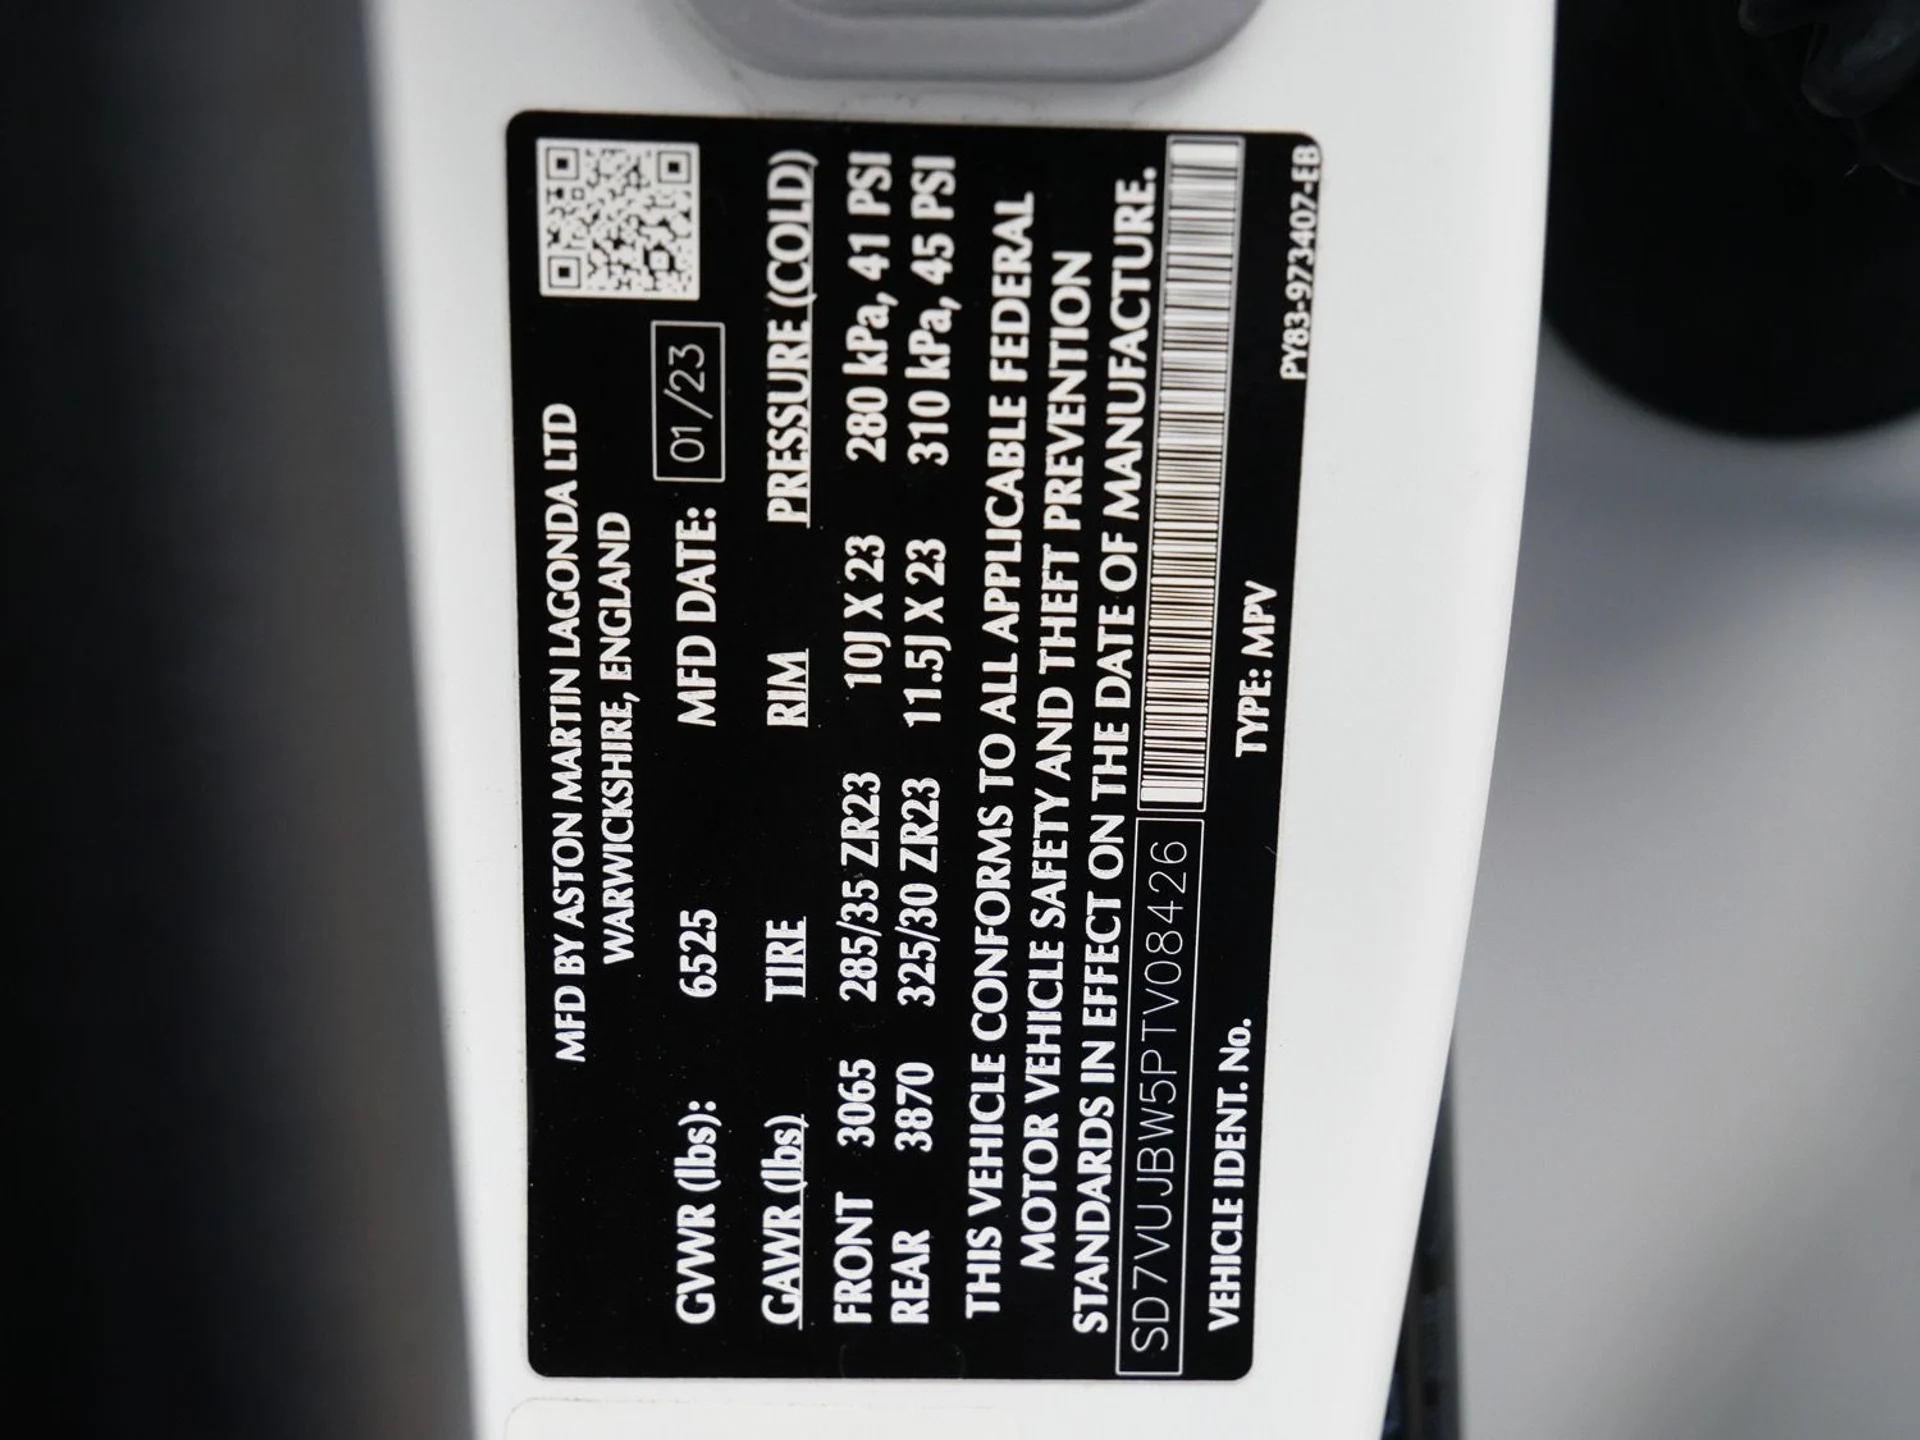 MFD BY ASTON MARTIN LAGONDA LTD
WARWICKSHIRE, ENGLAND
GVWR (lbs): 6525 MFD DATE: 01/23
GAWR (lbs) TIRE RIM PRESSURE (COLD)
FRONT 3065 285/35 ZR23 10J X 23 280 kPa, 41 PSI
REAR 3870 325/30 ZR23 11.5J X 23 310 kPa, 45 PSI
THIS VEHICLE CONFORMS TO ALL APPLICABLE FEDERAL
MOTOR VEHICLE SAFETY AND THEFT PREVENTION
STANDARDS IN EFFECT ON THE DATE OF MANUFACTURE.
SD7VUJBW5PTV08426
VEHICLE IDENT. No. TYPE: MPV
PY83-973407-EB